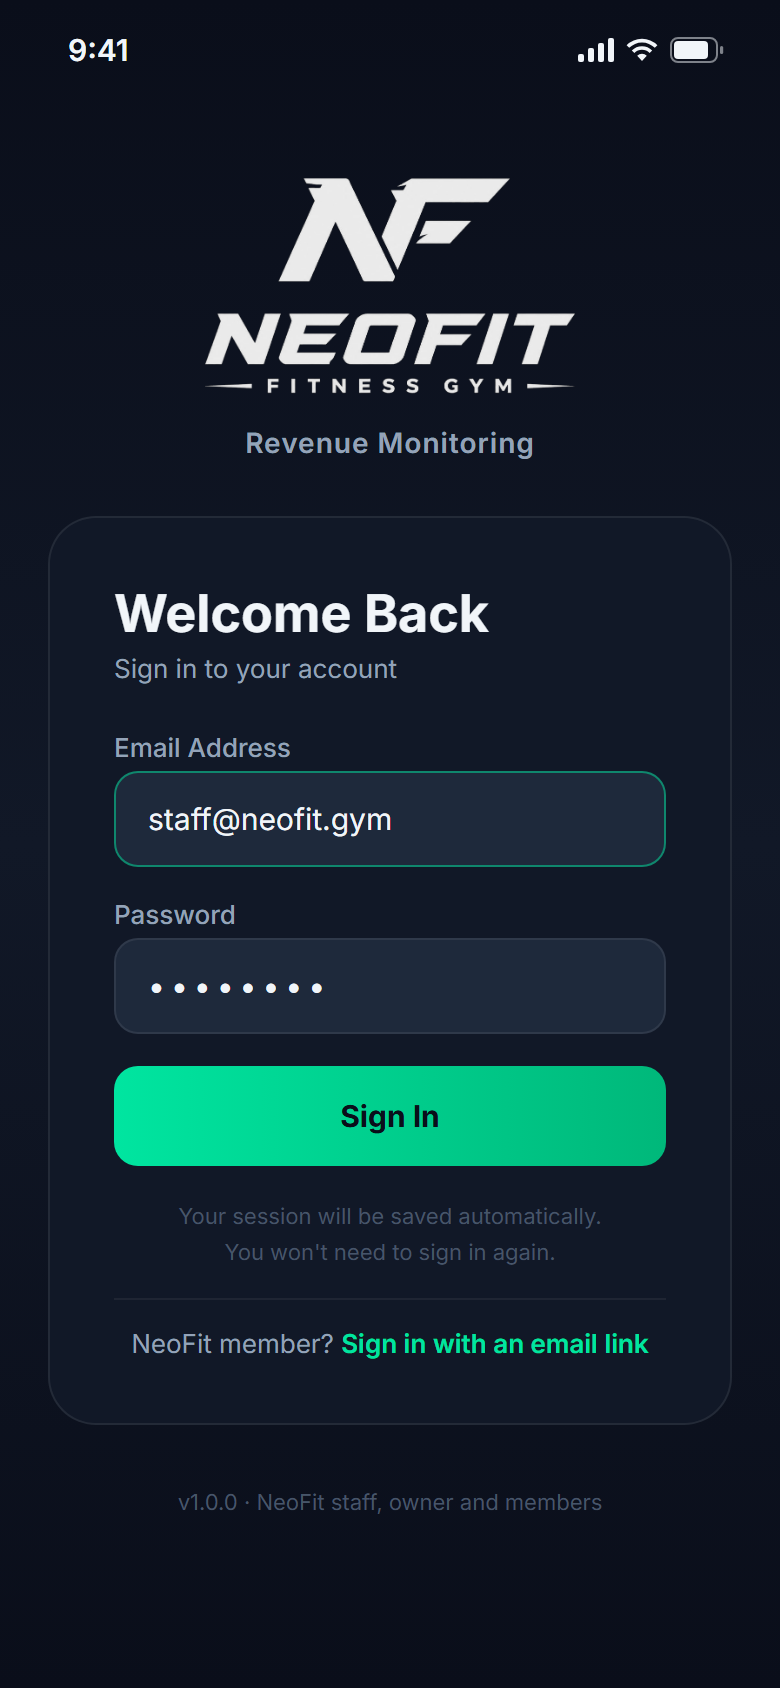 9:41
NF
NEOFIT
FITNESS GYM
Revenue Monitoring
Welcome Back
Sign in to your account
Email Address
staff@neofit.gym
Password
••••••••
Sign In
Your session will be saved automatically.
You won't need to sign in again.
NeoFit member? Sign in with an email link
v1.0.0 · NeoFit staff, owner and members